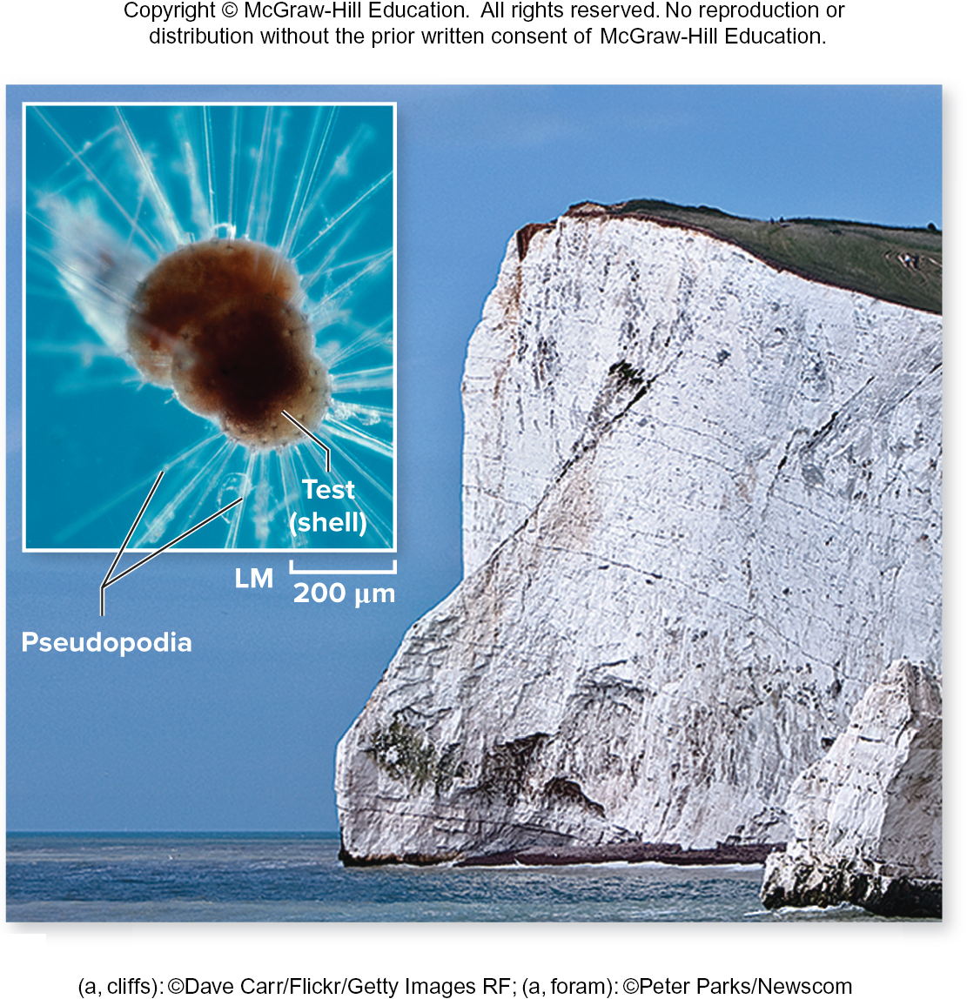 Copyright © McGraw-Hill Education. All rights reserved. No reproduction or
distribution without the prior written consent of McGraw-Hill Education.
Test
(shell)
LM
200 μm
Pseudopodia
(a, cliffs): ©Dave Carr/Flickr/Getty Images RF; (a, foram): ©Peter Parks/Newscom